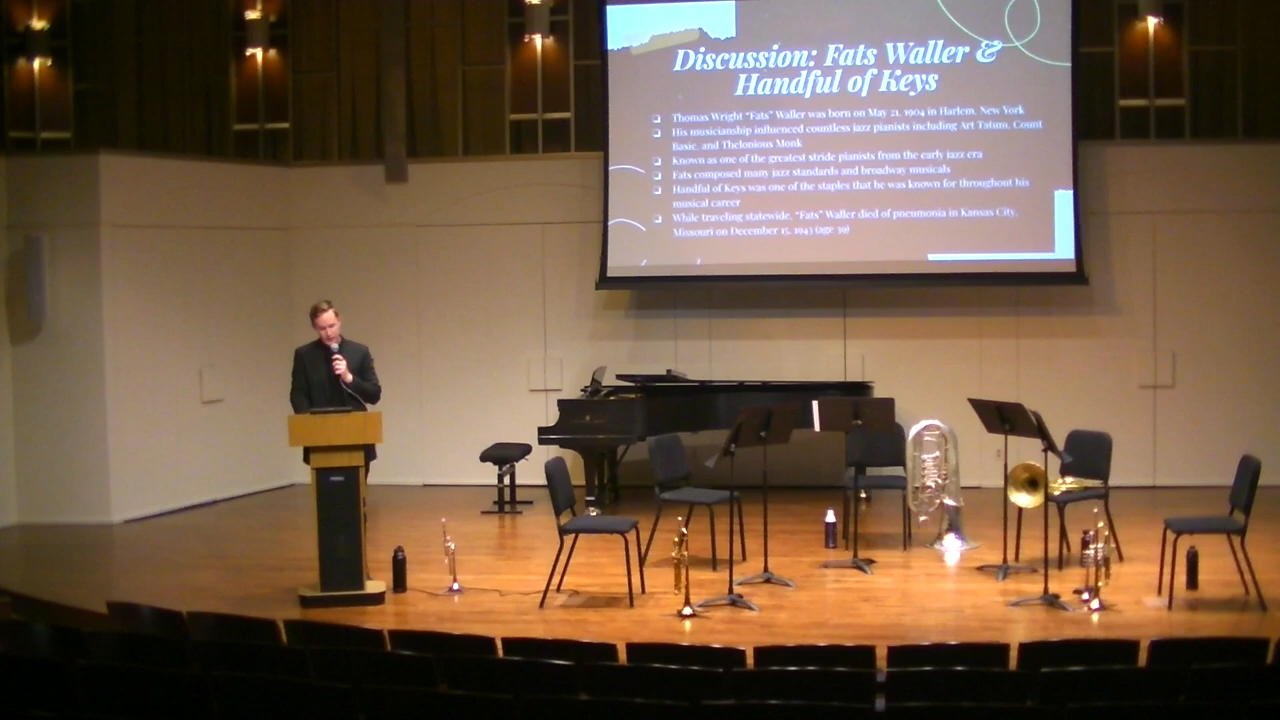 Discussion: Fats Waller &
Handful of Keys
Thomas Wright "Fats" Waller was born on May 21, 1904 in Harlem, New York
His musicianship influenced countless jazz pianists including Art Tatum, Count
Basie, and Thelonious Monk
Known as one of the greatest stride pianists from the early jazz era
Fats composed many jazz standards and broadway musicals
Handful of Keys was one of the staples that he was known for throughout his
musical career
While traveling statewide, "Fats" Waller died of pneumonia in Kansas City,
Missouri on December 15, 1943 (age 39)